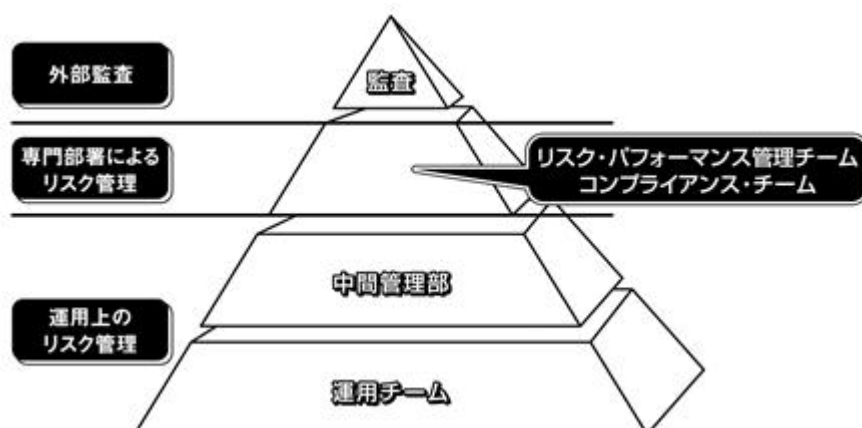 外部監査
監査
専門部署による
リスク管理
リスク・パフォーマンス管理チーム
コンプライアンス・チーム
中間管理部
運用上の
リスク管理
運用チーム